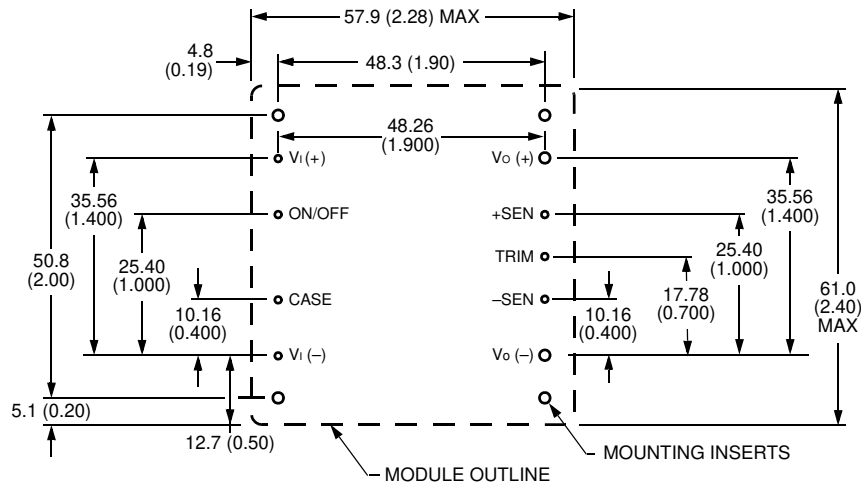 57.9 (2.28) MAX
4.8
(0.19)
48.3 (1.90)
48.26
(1.900)
VI (+)
VO (+)
35.56
(1.400)
35.56
(1.400)
ON/OFF
+SEN
50.8
(2.00)
25.40
(1.000)
TRIM
25.40
(1.000)
10.16
(0.400)
CASE
–SEN
10.16
(0.400)
17.78
(0.700)
61.0
(2.40)
MAX
VI (–)
Vo (–)
5.1 (0.20)
12.7 (0.50)
MOUNTING INSERTS
MODULE OUTLINE